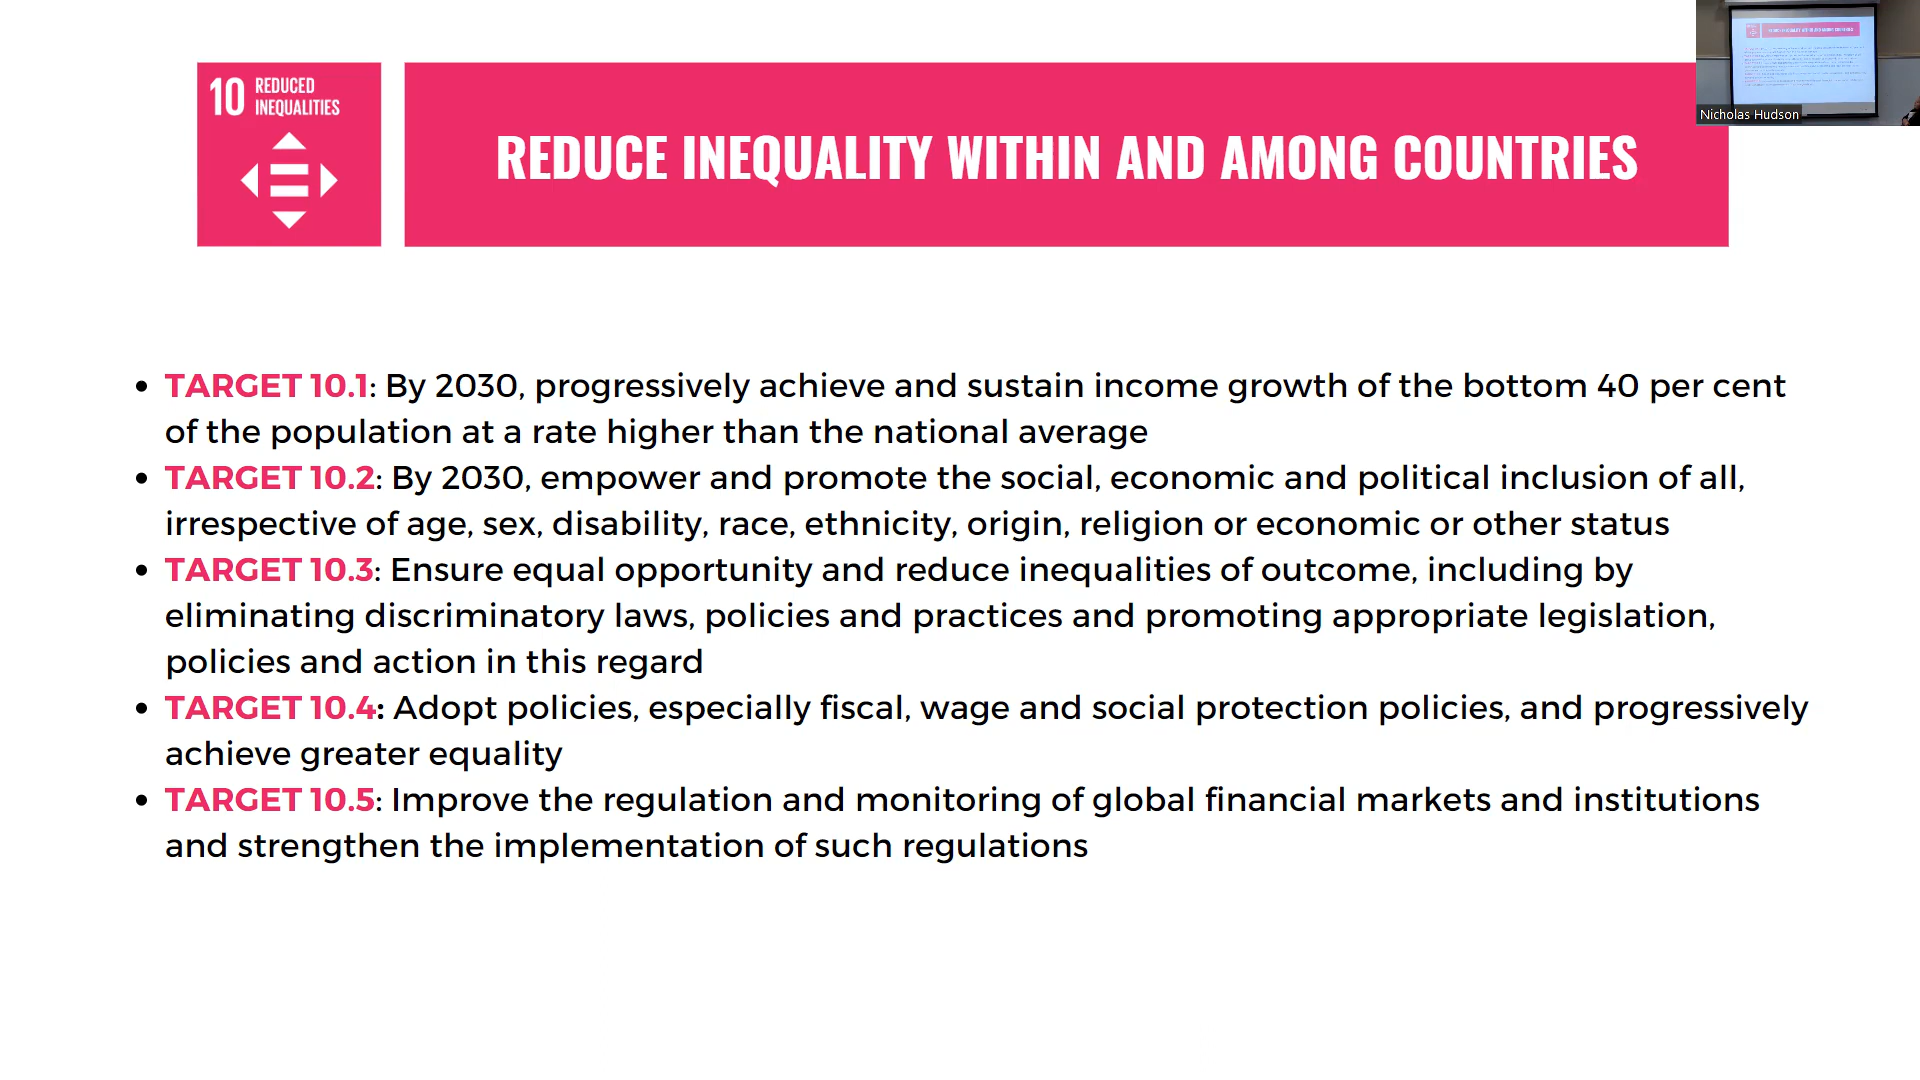 10 REDUCED
INEQUALITIES
REDUCE INEQUALITY WITHIN AND AMONG COUNTRIES
Nicholas Hudson
• TARGET 10.1: By 2030, progressively achieve and sustain income growth of the bottom 40 per cent
of the population at a rate higher than the national average
• TARGET 10.2: By 2030, empower and promote the social, economic and political inclusion of all,
irrespective of age, sex, disability, race, ethnicity, origin, religion or economic or other status
• TARGET 10.3: Ensure equal opportunity and reduce inequalities of outcome, including by
eliminating discriminatory laws, policies and practices and promoting appropriate legislation,
policies and action in this regard
• TARGET 10.4: Adopt policies, especially fiscal, wage and social protection policies, and progressively
achieve greater equality
• TARGET 10.5: Improve the regulation and monitoring of global financial markets and institutions
and strengthen the implementation of such regulations